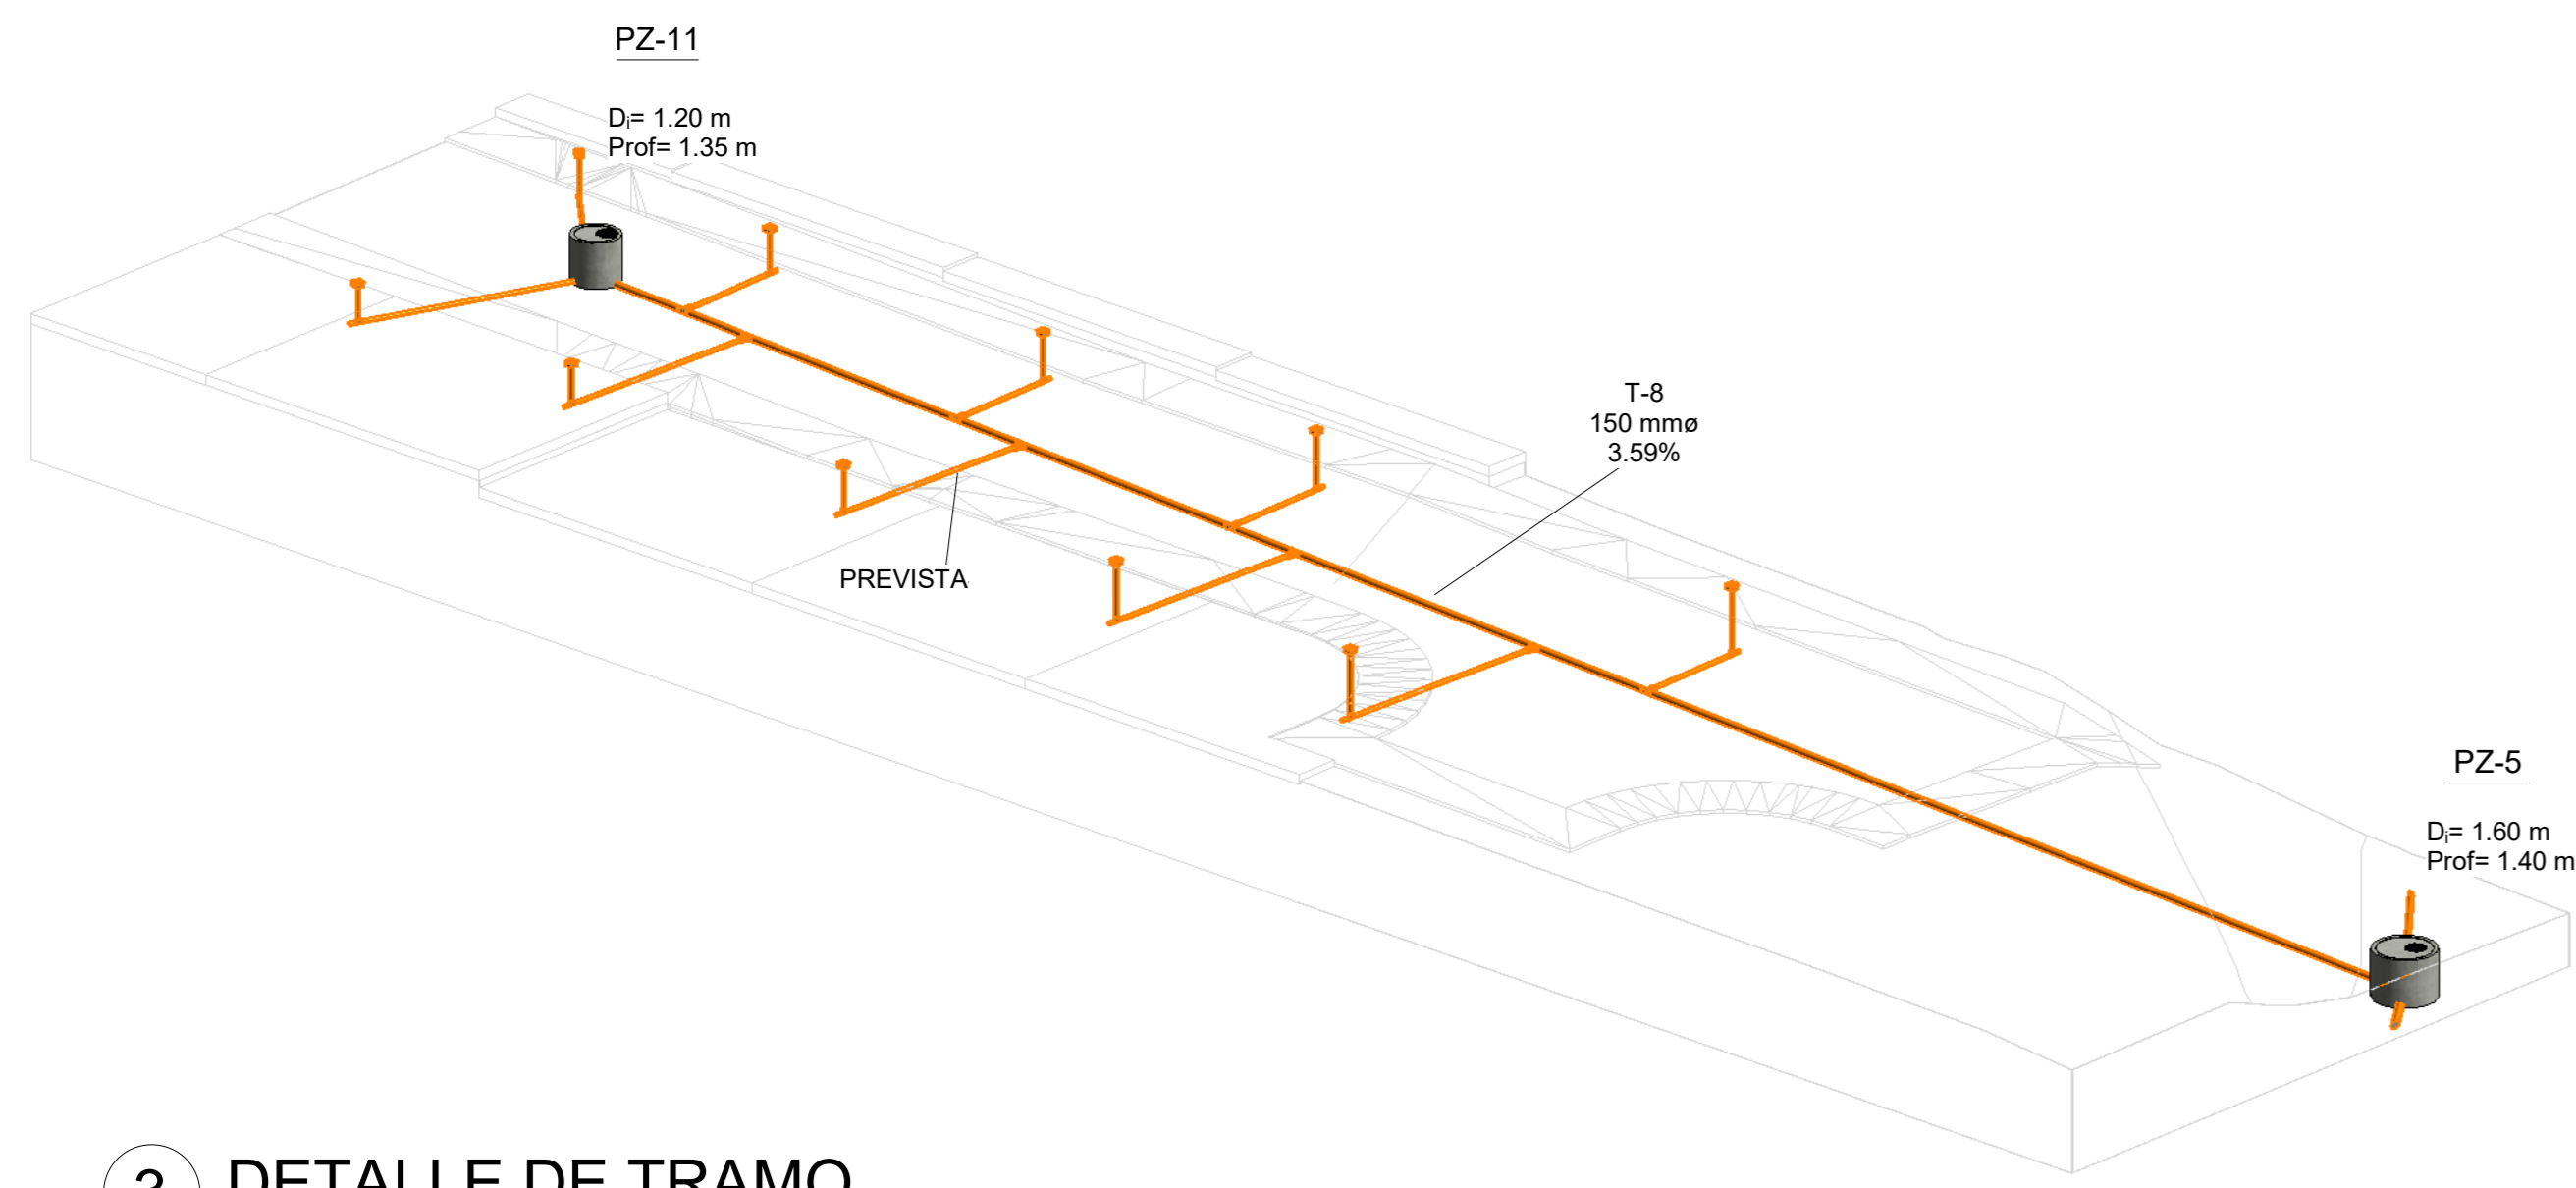 PZ-11
Dᵢ= 1.20 m
Prof= 1.35 m
T-8
150 mmø
3.59%
PREVISTA
PZ-5
Dᵢ= 1.60 m
Prof= 1.40 m
DETALLE DE TRAMO